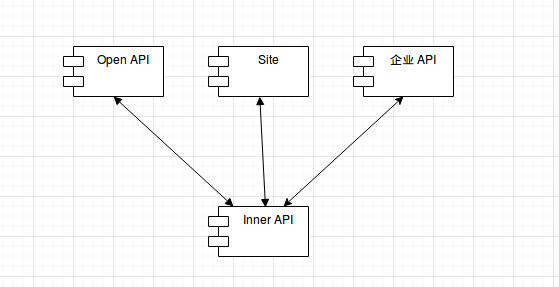 Open API
Site
企业 API
Inner API